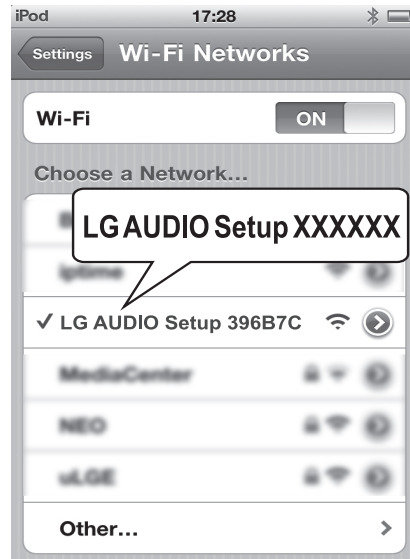 iPod 17:28
Settings Wi-Fi Networks
Wi-Fi ON
Choose a Network...
LG AUDIO Setup XXXXXX
iptime
✓ LG AUDIO Setup 396B7C
MediaCenter
NEO
uLGE
Other...